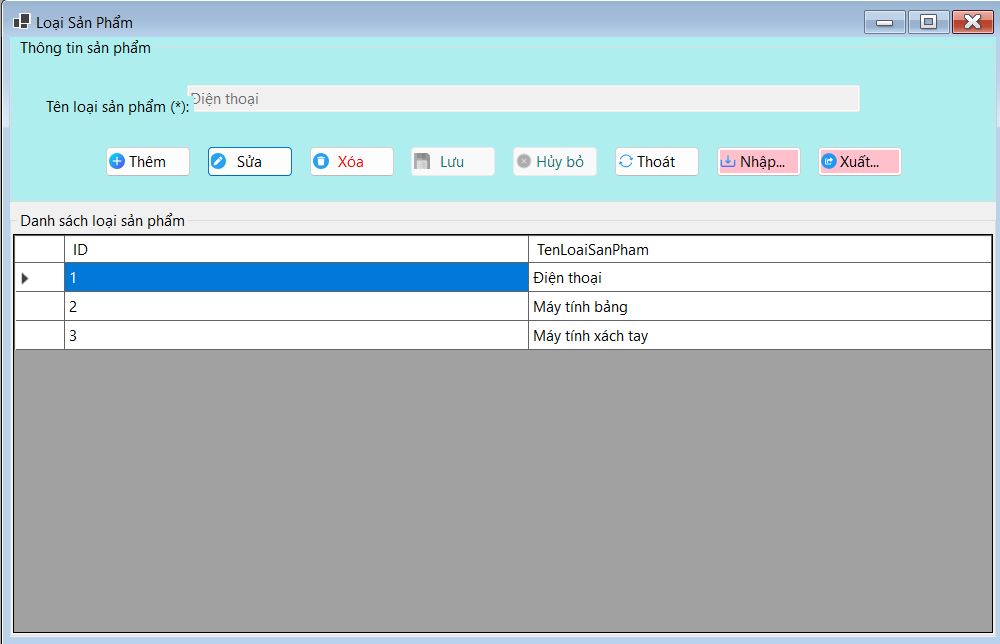 Loại Sản Phẩm
Thông tin sản phẩm
Tên loại sản phẩm (*): Điện thoại
Thêm Sửa Xóa Lưu Hủy bỏ Thoát Nhập... Xuất...
Danh sách loại sản phẩm
ID TenLoaiSanPham
1 Điện thoại
2 Máy tính bảng
3 Máy tính xách tay